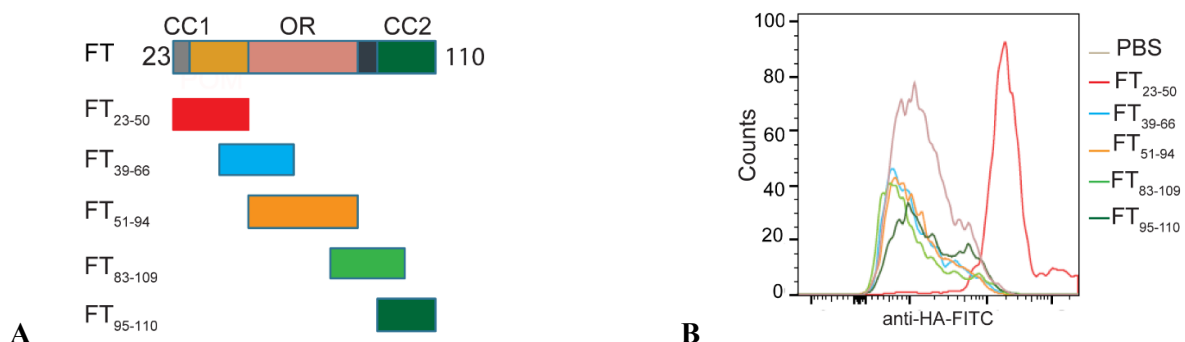 CC1 OR CC2
FT 23 110
FT23-50
FT39-66
FT51-94
FT83-109
FT95-110
A
100
80
60
40
20
0
Counts
anti-HA-FITC
PBS
FT23-50
FT39-66
FT51-94
FT83-109
FT95-110
B